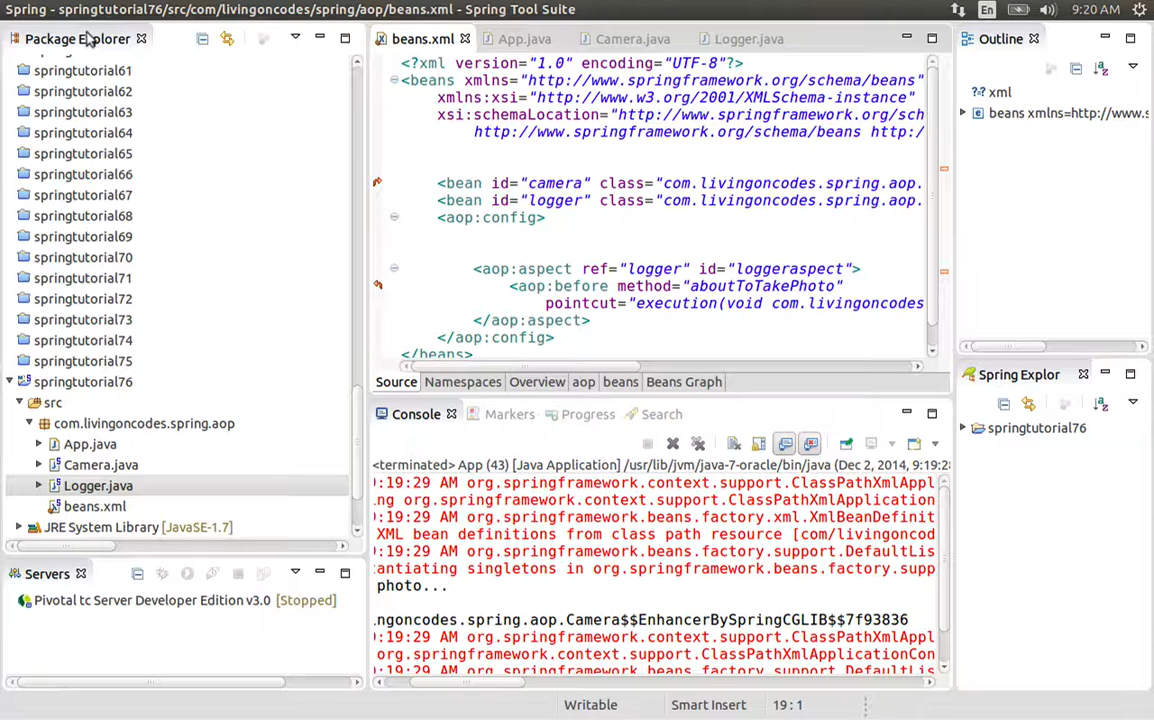 Spring - springtutorial76/src/com/livingoncodes/spring/aop/beans.xml - Spring Tool Suite
En
9:20 AM
Package Explorer
springtutorial61
springtutorial62
springtutorial63
springtutorial64
springtutorial65
springtutorial66
springtutorial67
springtutorial68
springtutorial69
springtutorial70
springtutorial71
springtutorial72
springtutorial73
springtutorial74
springtutorial75
springtutorial76
src
com.livingoncodes.spring.aop
App.java
Camera.java
Logger.java
beans.xml
JRE System Library [JavaSE-1.7]
Servers
Pivotal tc Server Developer Edition v3.0 [Stopped]
beans.xml
App.java
Camera.java
Logger.java
<?xml version="1.0" encoding="UTF-8"?>
<beans xmlns="http://www.springframework.org/schema/beans"
xmlns:xsi="http://www.w3.org/2001/XMLSchema-instance"
xsi:schemaLocation="http://www.springframework.org/sch
http://www.springframework.org/schema/beans http:/
<bean id="camera" class="com.livingoncodes.spring.aop.
<bean id="logger" class="com.livingoncodes.spring.aop.
<aop:config>
<aop:aspect ref="logger" id="loggeraspect">
<aop:before method="aboutToTakePhoto"
pointcut="execution(void com.livingoncodes
</aop:aspect>
</aop:config>
</beans>
Source
Namespaces
Overview
aop
beans
Beans Graph
Console
Markers
Progress
Search
<terminated> App (43) [Java Application] /usr/lib/jvm/java-7-oracle/bin/java (Dec 2, 2014, 9:19:28
):19:29 AM org.springframework.context.support.ClassPathXmlAppl
ing org.springframework.context.support.ClassPathXmlApplication
):19:29 AM org.springframework.beans.factory.xml.XmlBeanDefinit
XML bean definitions from class path resource [com/livingoncod
):19:29 AM org.springframework.beans.factory.support.DefaultLis
tantiating singletons in org.springframework.beans.factory.supp
photo...
ngoncodes.spring.aop.Camera$$EnhancerBySpringCGLIB$$7f93836
):19:29 AM org.springframework.context.support.ClassPathXmlAppl
org.springframework.context.support.ClassPathXmlApplicationCon
):19:29 AM org.springframework.beans.factory.support.DefaultLis
Outline
xml
beans xmlns=http://www.s
Spring Explor
springtutorial76
Writable
Smart Insert
19 : 1